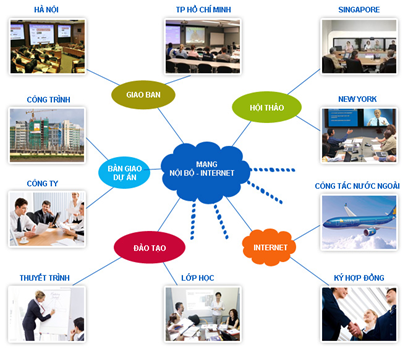 HÀ NỘI
TP HỒ CHÍ MINH
SINGAPORE
GIAO BAN
HỘI THẢO
CÔNG TRÌNH
NEW YORK
BÀN GIAO
DỰ ÁN
MẠNG
NỘI BỘ - INTERNET
CÔNG TY
CÔNG TÁC NƯỚC NGOÀI
ĐÀO TẠO
INTERNET
THUYẾT TRÌNH
LỚP HỌC
KÝ HỢP ĐỒNG